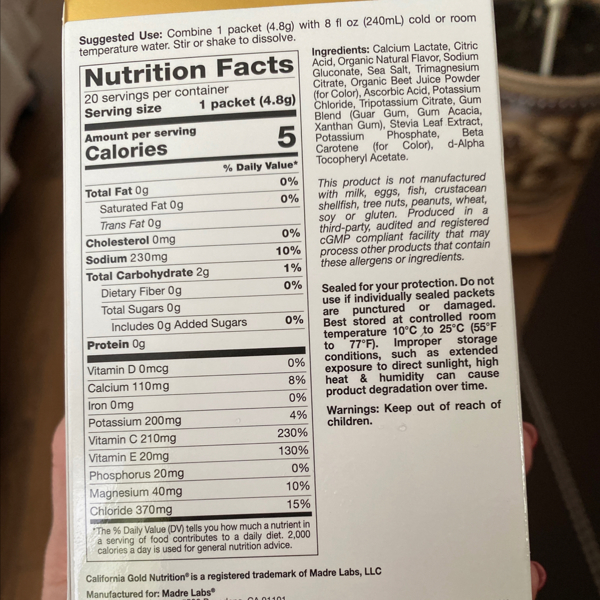 Suggested Use: Combine 1 packet (4.8g) with 8 fl oz (240mL) cold or room
temperature water. Stir or shake to dissolve.
Nutrition Facts
20 servings per container
Serving size 1 packet (4.8g)
Amount per serving
Calories 5
% Daily Value*
Total Fat 0g 0%
Saturated Fat 0g 0%
Trans Fat 0g
Cholesterol 0mg 0%
Sodium 230mg 10%
Total Carbohydrate 2g 1%
Dietary Fiber 0g 0%
Total Sugars 0g
Includes 0g Added Sugars 0%
Protein 0g
Vitamin D 0mcg 0%
Calcium 110mg 8%
Iron 0mg 0%
Potassium 200mg 4%
Vitamin C 210mg 230%
Vitamin E 20mg 130%
Phosphorus 20mg 0%
Magnesium 40mg 10%
Chloride 370mg 15%
*The % Daily Value (DV) tells you how much a nutrient in
a serving of food contributes to a daily diet. 2,000
calories a day is used for general nutrition advice.
Ingredients: Calcium Lactate, Citric
Acid, Organic Natural Flavor, Sodium
Gluconate, Sea Salt, Trimagnesium
Citrate, Organic Beet Juice Powder
(for Color), Ascorbic Acid, Potassium
Chloride, Tripotassium Citrate, Gum
Blend (Guar Gum, Gum Acacia,
Xanthan Gum), Stevia Leaf Extract,
Potassium Phosphate, Beta
Carotene (for Color), d-Alpha
Tocopheryl Acetate.
This product is not manufactured
with milk, eggs, fish, crustacean
shellfish, tree nuts, peanuts, wheat,
soy or gluten. Produced in a
third-party, audited and registered
cGMP compliant facility that may
process other products that contain
these allergens or ingredients.
Sealed for your protection. Do not
use if individually sealed packets
are punctured or damaged.
Best stored at controlled room
temperature 10°C to 25°C (55°F
to 77°F). Improper storage
conditions, such as extended
exposure to direct sunlight, high
heat & humidity can cause
product degradation over time.
Warnings: Keep out of reach of
children.
California Gold Nutrition® is a registered trademark of Madre Labs, LLC
Manufactured for: Madre Labs®
CA 91101